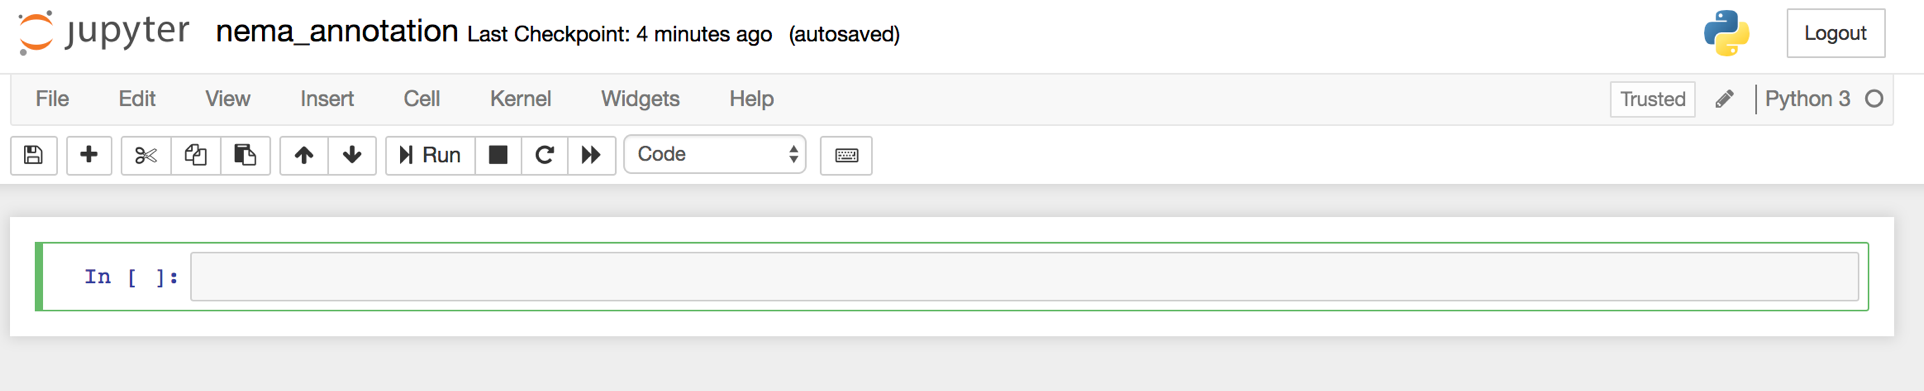 jupyter nema_annotation Last Checkpoint: 4 minutes ago (autosaved) Logout
File Edit View Insert Cell Kernel Widgets Help Trusted Python 3
Run Code
In [ ]: